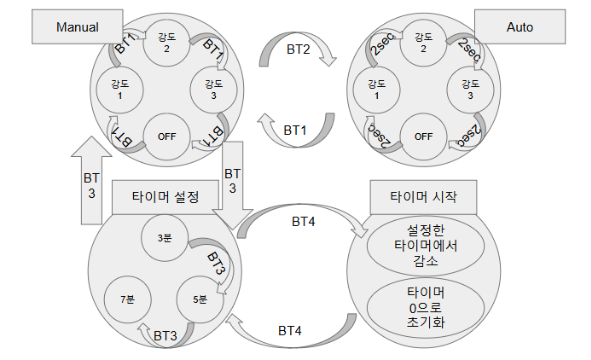 Manual
강도
2
BT1
BT1
강도
1
강도
3
BT1
OFF
BT1
BT2
BT1
Auto
강도
2
2sec
2sec
강도
1
강도
3
2sec
OFF
2sec
BT
3
BT
3
타이머 설정
3분
BT3
7분
5분
BT3
BT4
BT4
타이머 시작
설정한
타이머에서
감소
타이머
0으로
초기화